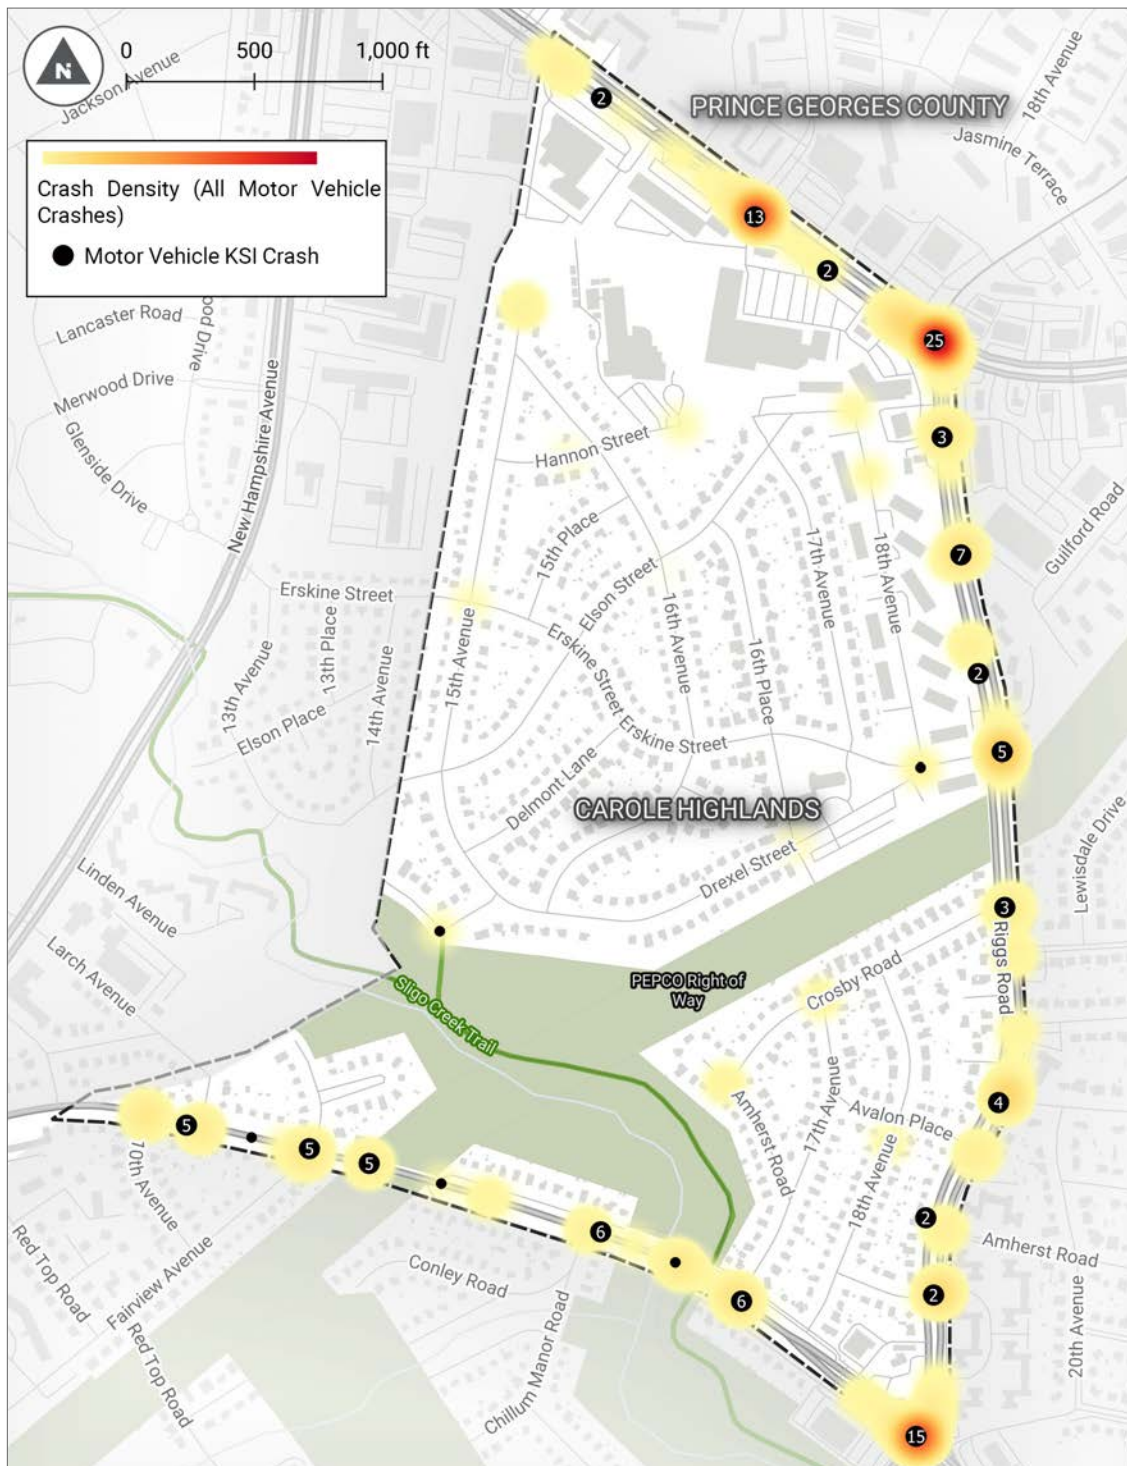 0 500 1,000 ft
N
18th Avenue
Jackson Avenue
2
PRINCE GEORGES COUNTY
Jasmine Terrace
Crash Density (All Motor Vehicle
Crashes)
Motor Vehicle KSI Crash
13
2
Lancaster Road
ood Drive
25
Merwood Drive
Glenside Drive
New Hampshire Avenue
Hannon Street
3
Guilford Road
15th Place
17th Avenue
18th Avenue
7
Erskine Street
Elson Street
13th Place
16th Avenue
Erskine Street
13th Avenue
14th Avenue
15th Avenue
16th Place
2
Elson Place
Erskine Street
5
Delmont Lane
CAROLE HIGHLANDS
Drexel Street
Lewisdale Drive
Linden Avenue
3
Larch Avenue
Riggs Road
Crosby Road
PEPCO Right of
Way
Sligo Creek Trail
17th Avenue
Amherst Road
Avalon Place
4
5
5
5
70th Avenue
18th Avenue
2
6
Amherst Road
Red Top Road
Fairview Avenue
Conley Road
2
6
20th Avenue
Red Top Road
Chillum Manor Road
15